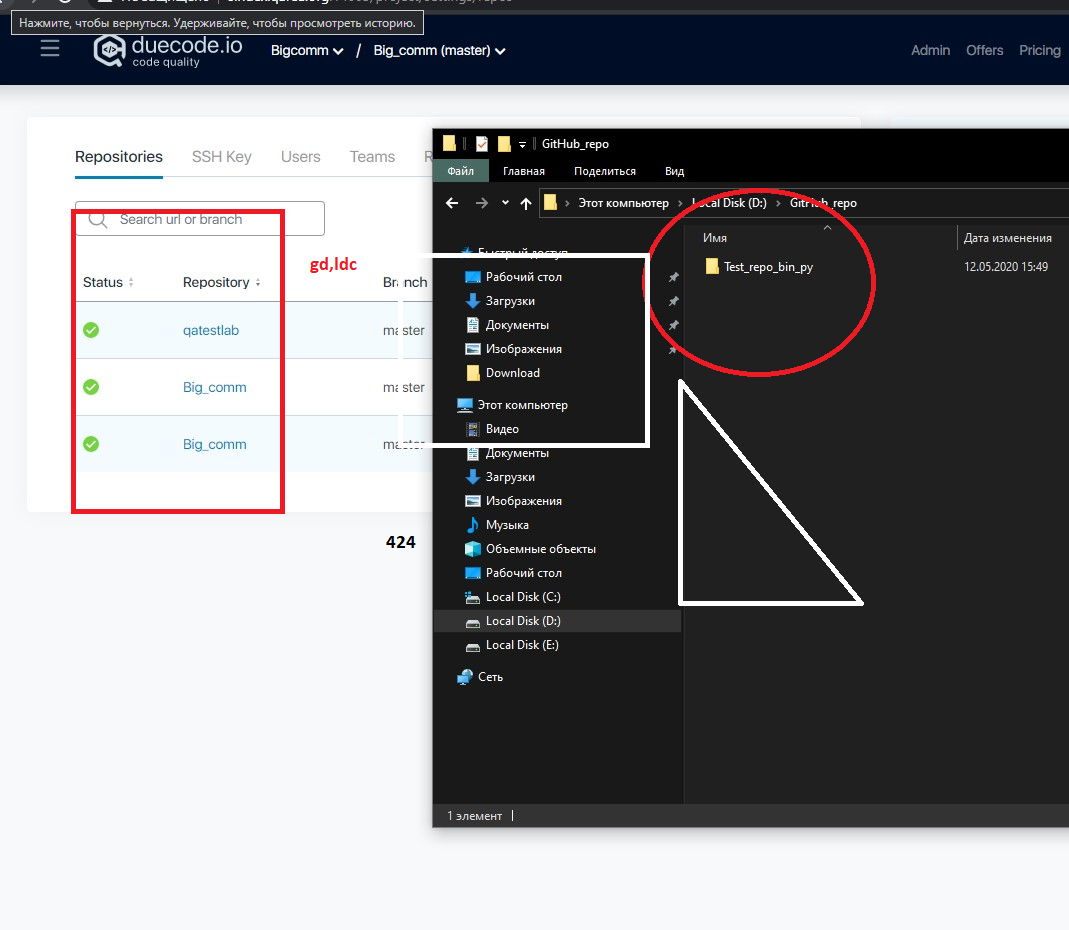 Нажмите, чтобы вернуться. Удерживайте, чтобы просмотреть историю.
duecode.io
code quality
Bigcomm / Big_comm (master)
Admin Offers Pricing
Repositories SSH Key Users Teams R
Search url or branch
gd,ldc
Status Repository Branch
qatestlab master
Big_comm master
Big_comm master
424
GitHub_repo
Файл Главная Поделиться Вид
Этот компьютер Local Disk (D:) GitHub_repo
Имя Дата изменения
Test_repo_bin_py 12.05.2020 15:49
Быстрый доступ
Рабочий стол
Загрузки
Документы
Изображения
Download
Этот компьютер
Видео
Документы
Загрузки
Изображения
Музыка
Объемные объекты
Рабочий стол
Local Disk (C:)
Local Disk (D:)
Local Disk (E:)
Сеть
1 элемент